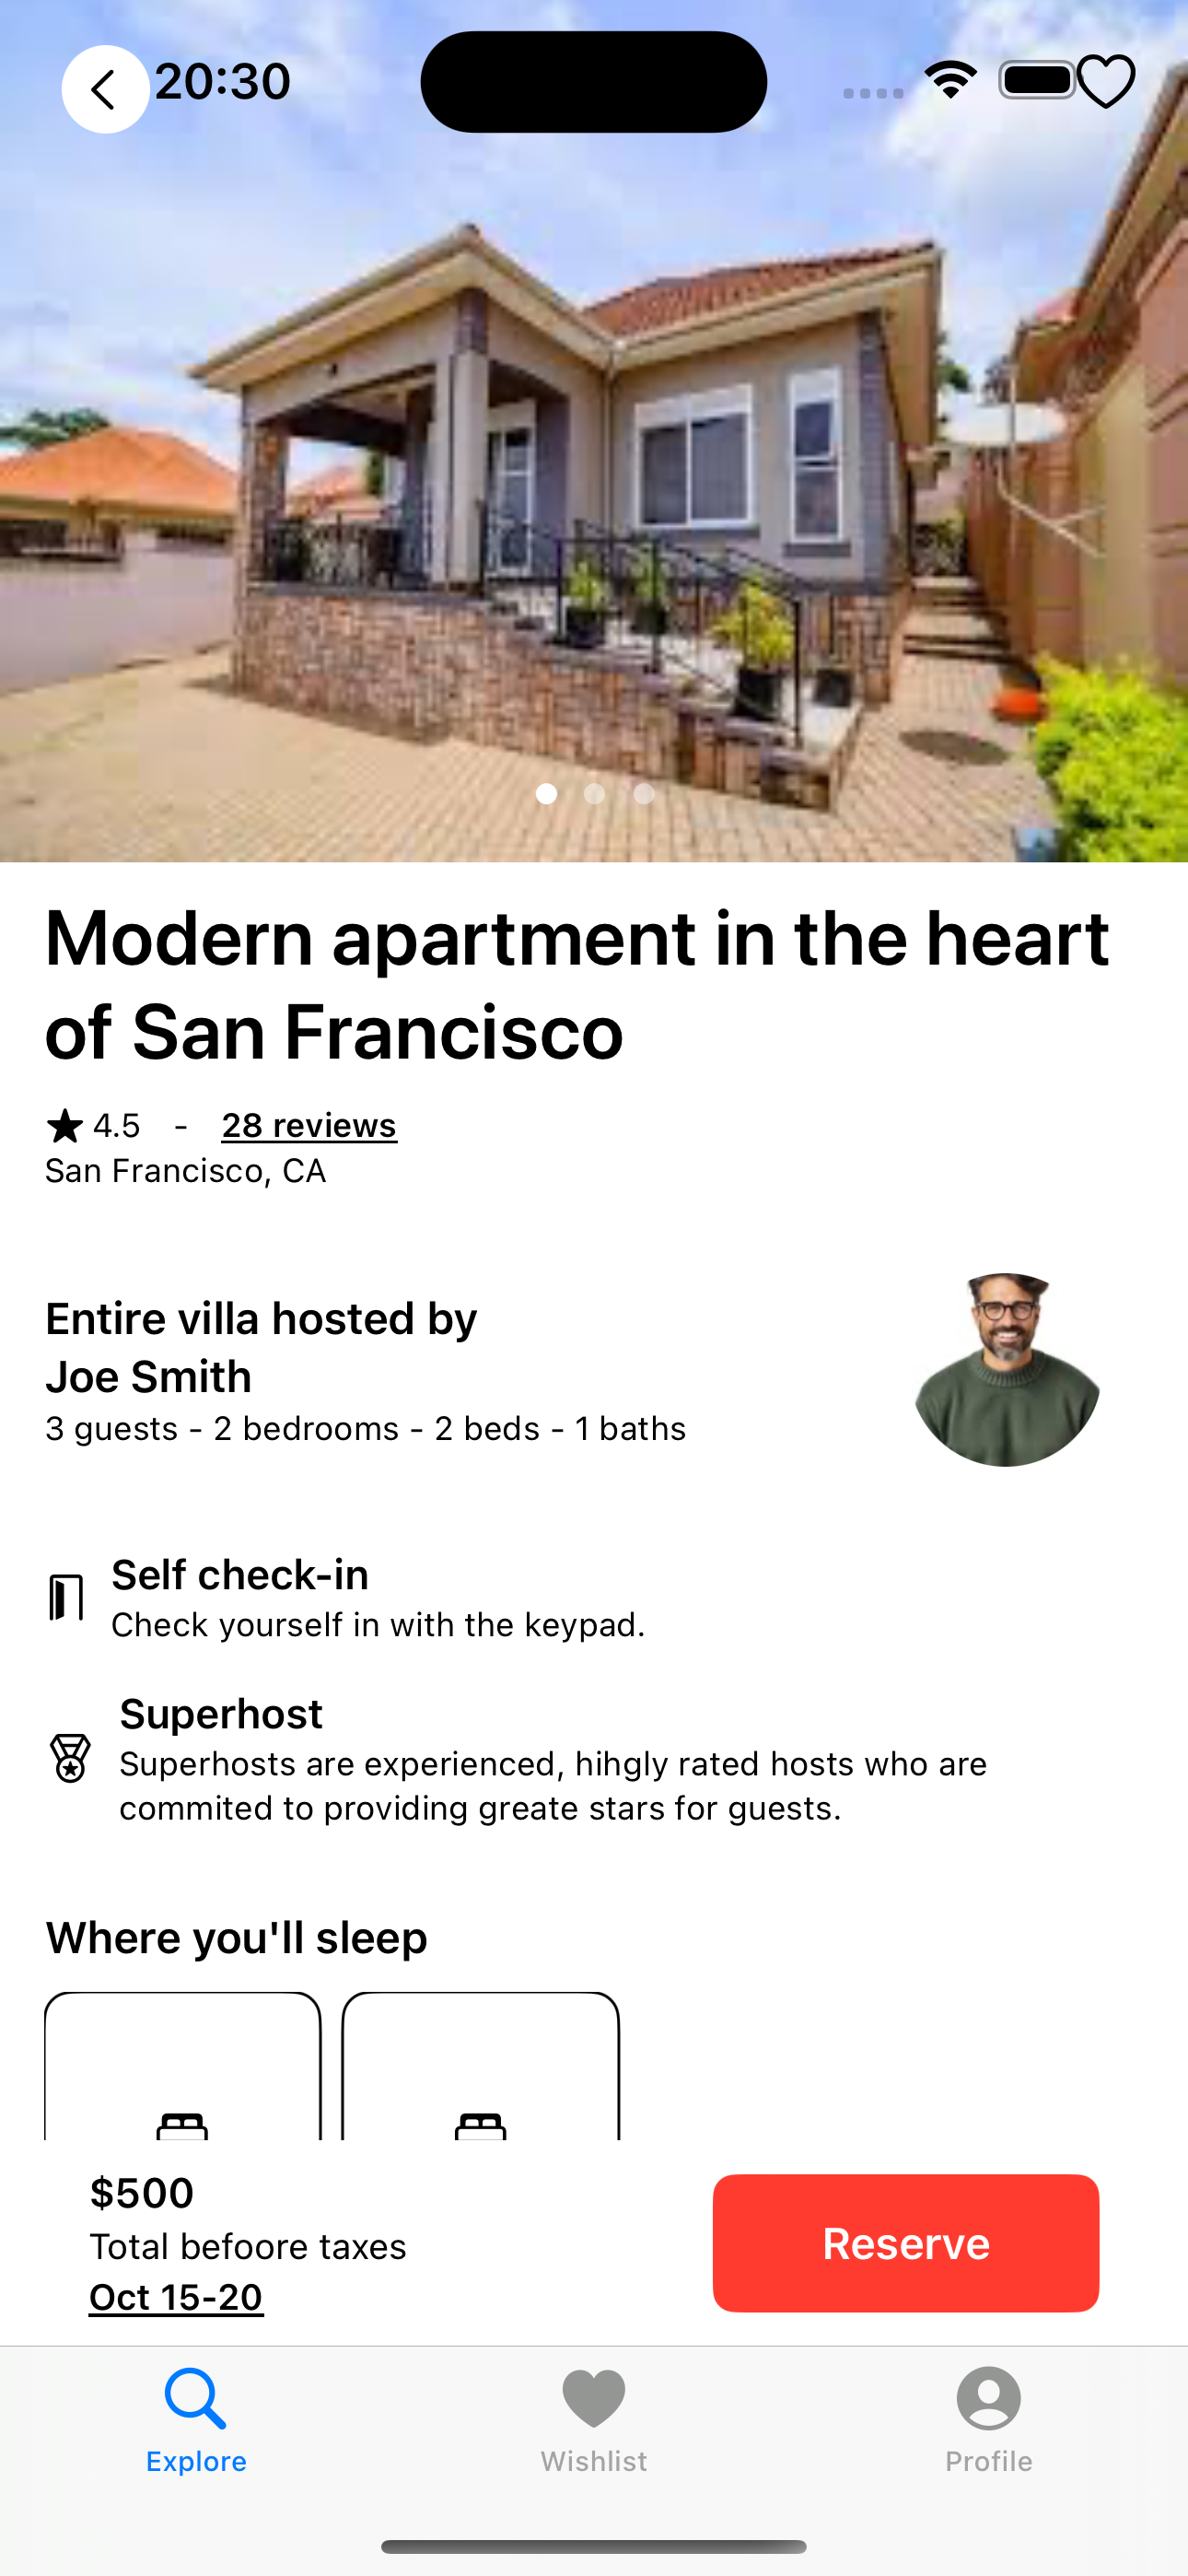 20:30
Modern apartment in the heart
of San Francisco
4.5 - 28 reviews
San Francisco, CA
Entire villa hosted by
Joe Smith
3 guests - 2 bedrooms - 2 beds - 1 baths
Self check-in
Check yourself in with the keypad.
Superhost
Superhosts are experienced, hihgly rated hosts who are
commited to providing greate stars for guests.
Where you'll sleep
$500
Total befoore taxes
Oct 15-20
Reserve
Explore
Wishlist
Profile